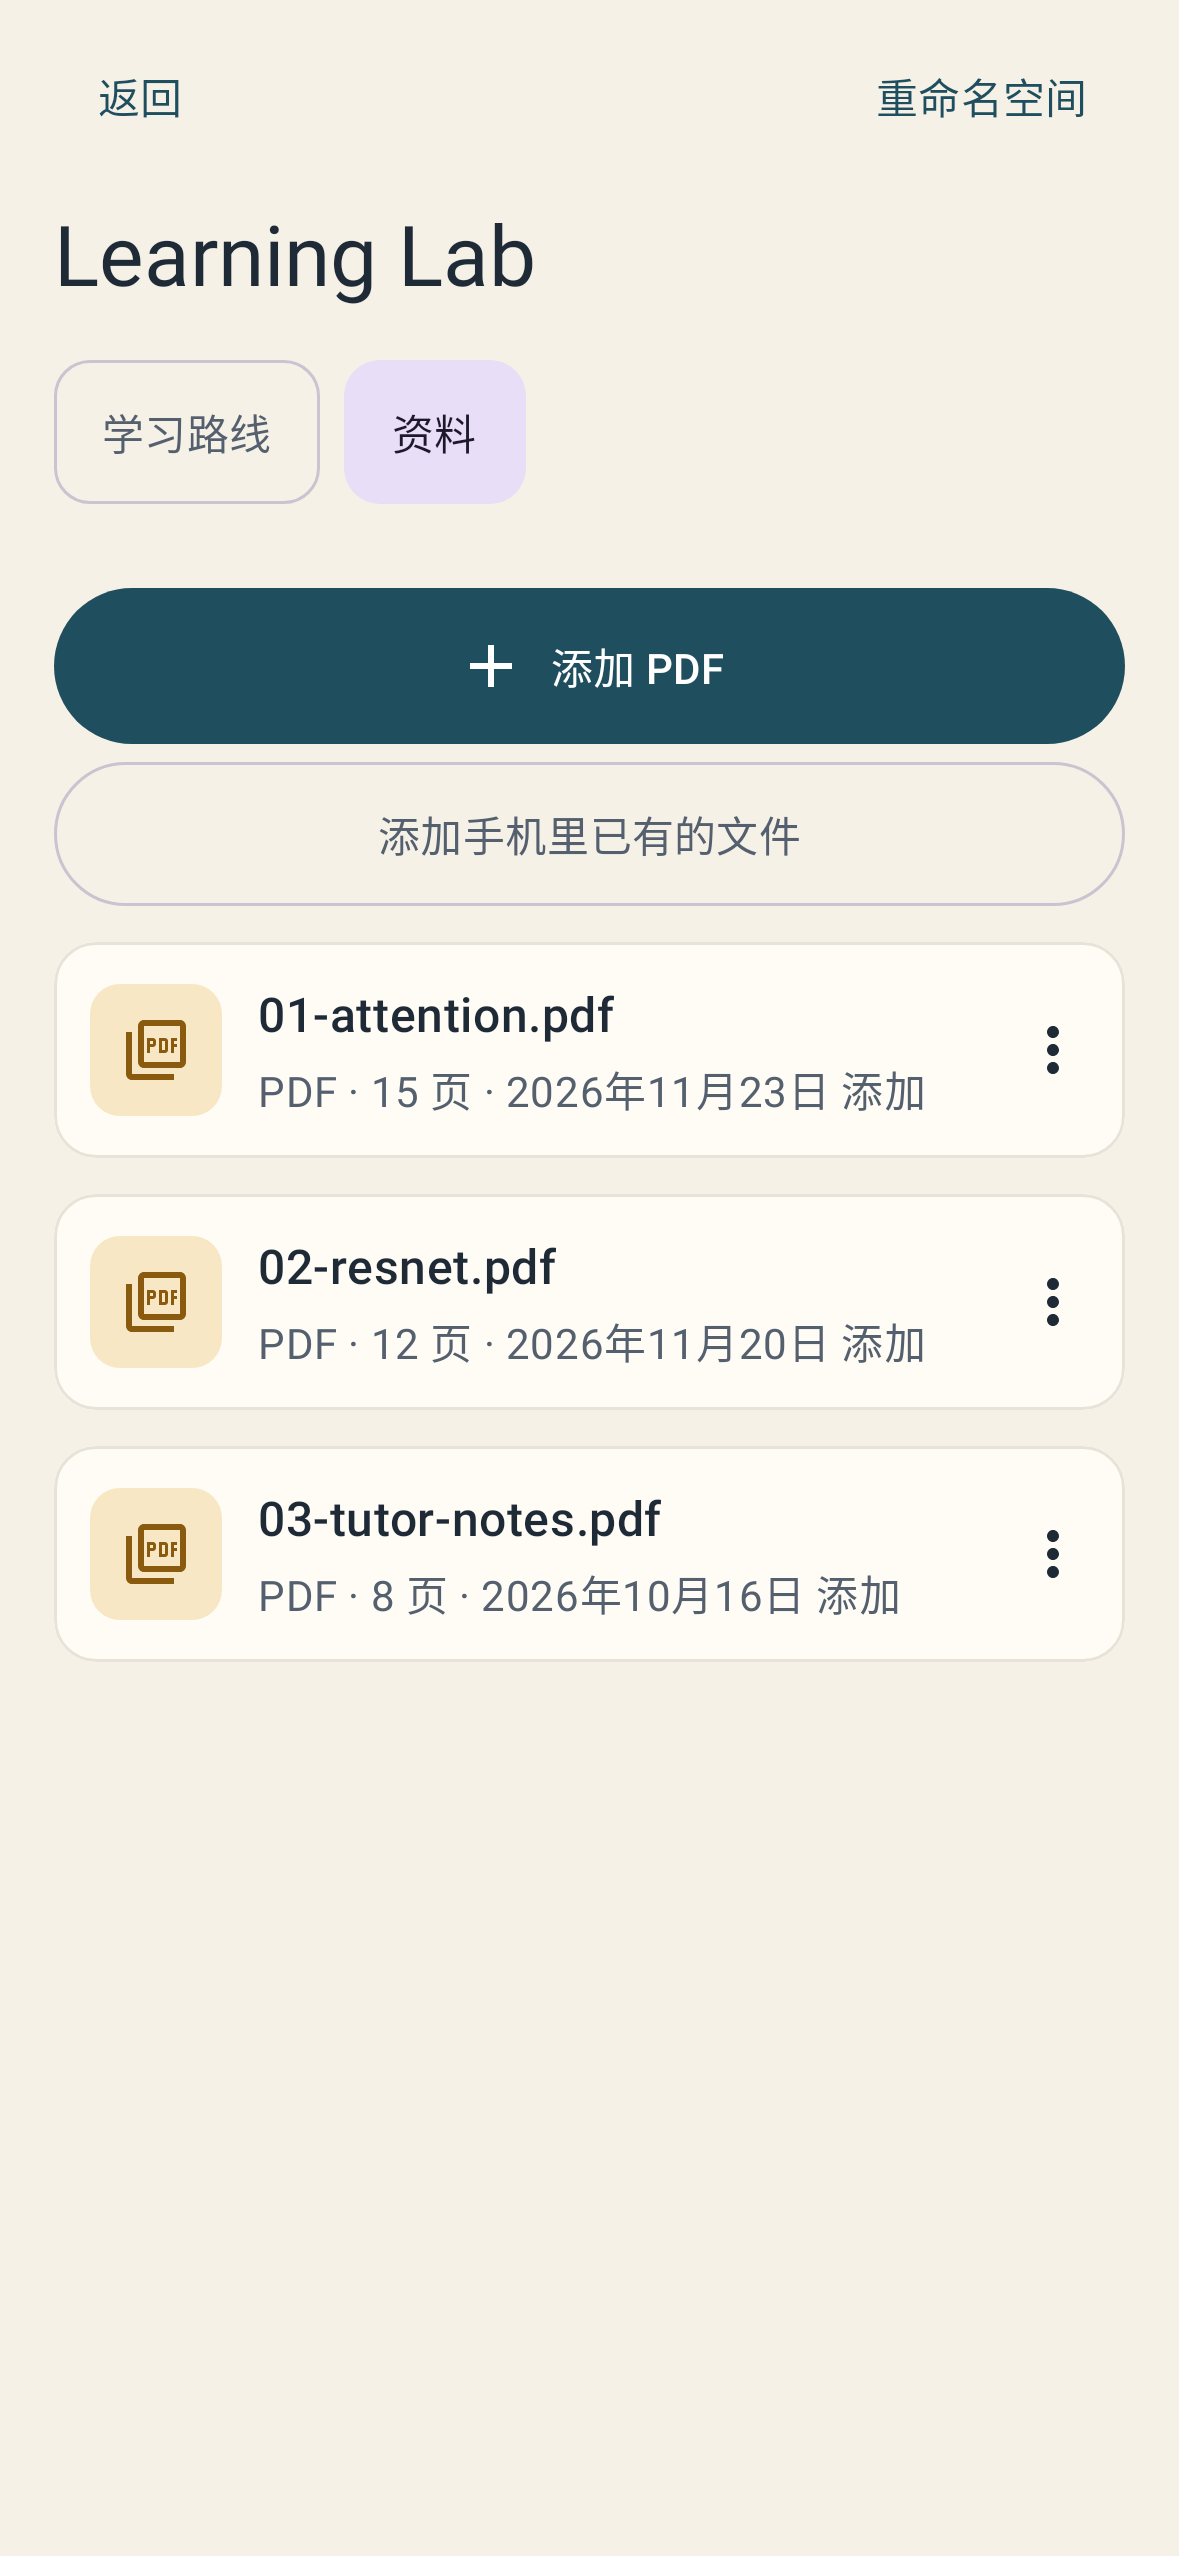 返回
重命名空间
Learning Lab
学习路线
资料
添加 PDF
添加手机里已有的文件
PDF
01-attention.pdf
PDF · 15 页 · 2026年11月23日 添加
PDF
02-resnet.pdf
PDF · 12 页 · 2026年11月20日 添加
PDF
03-tutor-notes.pdf
PDF · 8 页 · 2026年10月16日 添加